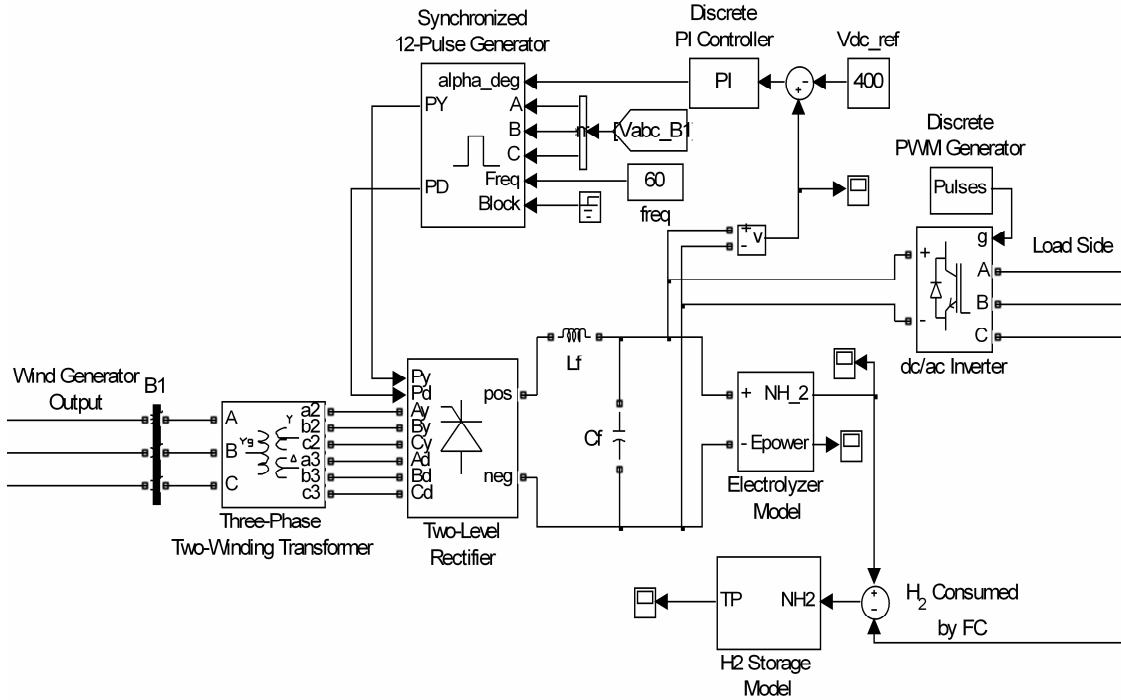 Synchronized
12-Pulse Generator
alpha_deg
PY
A
B
C
PD
Freq
Block
Discrete
PI Controller
PI
Vdc_ref
400
-
+
[Vabc_B1
60
freq
Discrete
PWM Generator
Pulses
+
-
v
g
+
-
A
B
C
Load Side
dc/ac Inverter
Wind Generator
Output
B1
A
B
C
Yg
Y
Δ
a2
b2
c2
a3
b3
c3
Three-Phase
Two-Winding Transformer
Py
Pd
Ay
By
Cy
Ad
Bd
Cd
pos
neg
Two-Level
Rectifier
Lf
Cf
+
NH_2
-
Epower
Electrolyzer
Model
TP
NH2
H2 Storage
Model
+
-
H2 Consumed
by FC